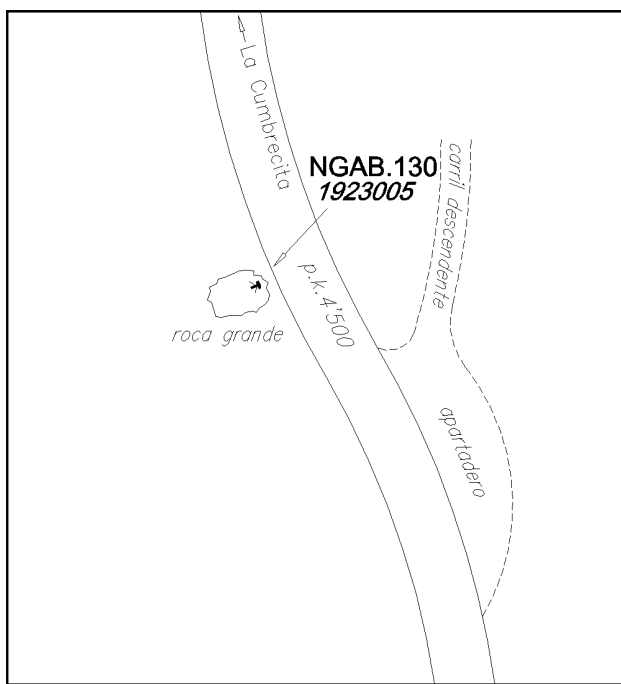 La Cumbrecita
NGAB.130
1923005
carril descendente
p.k.4'500
roca grande
apartadero